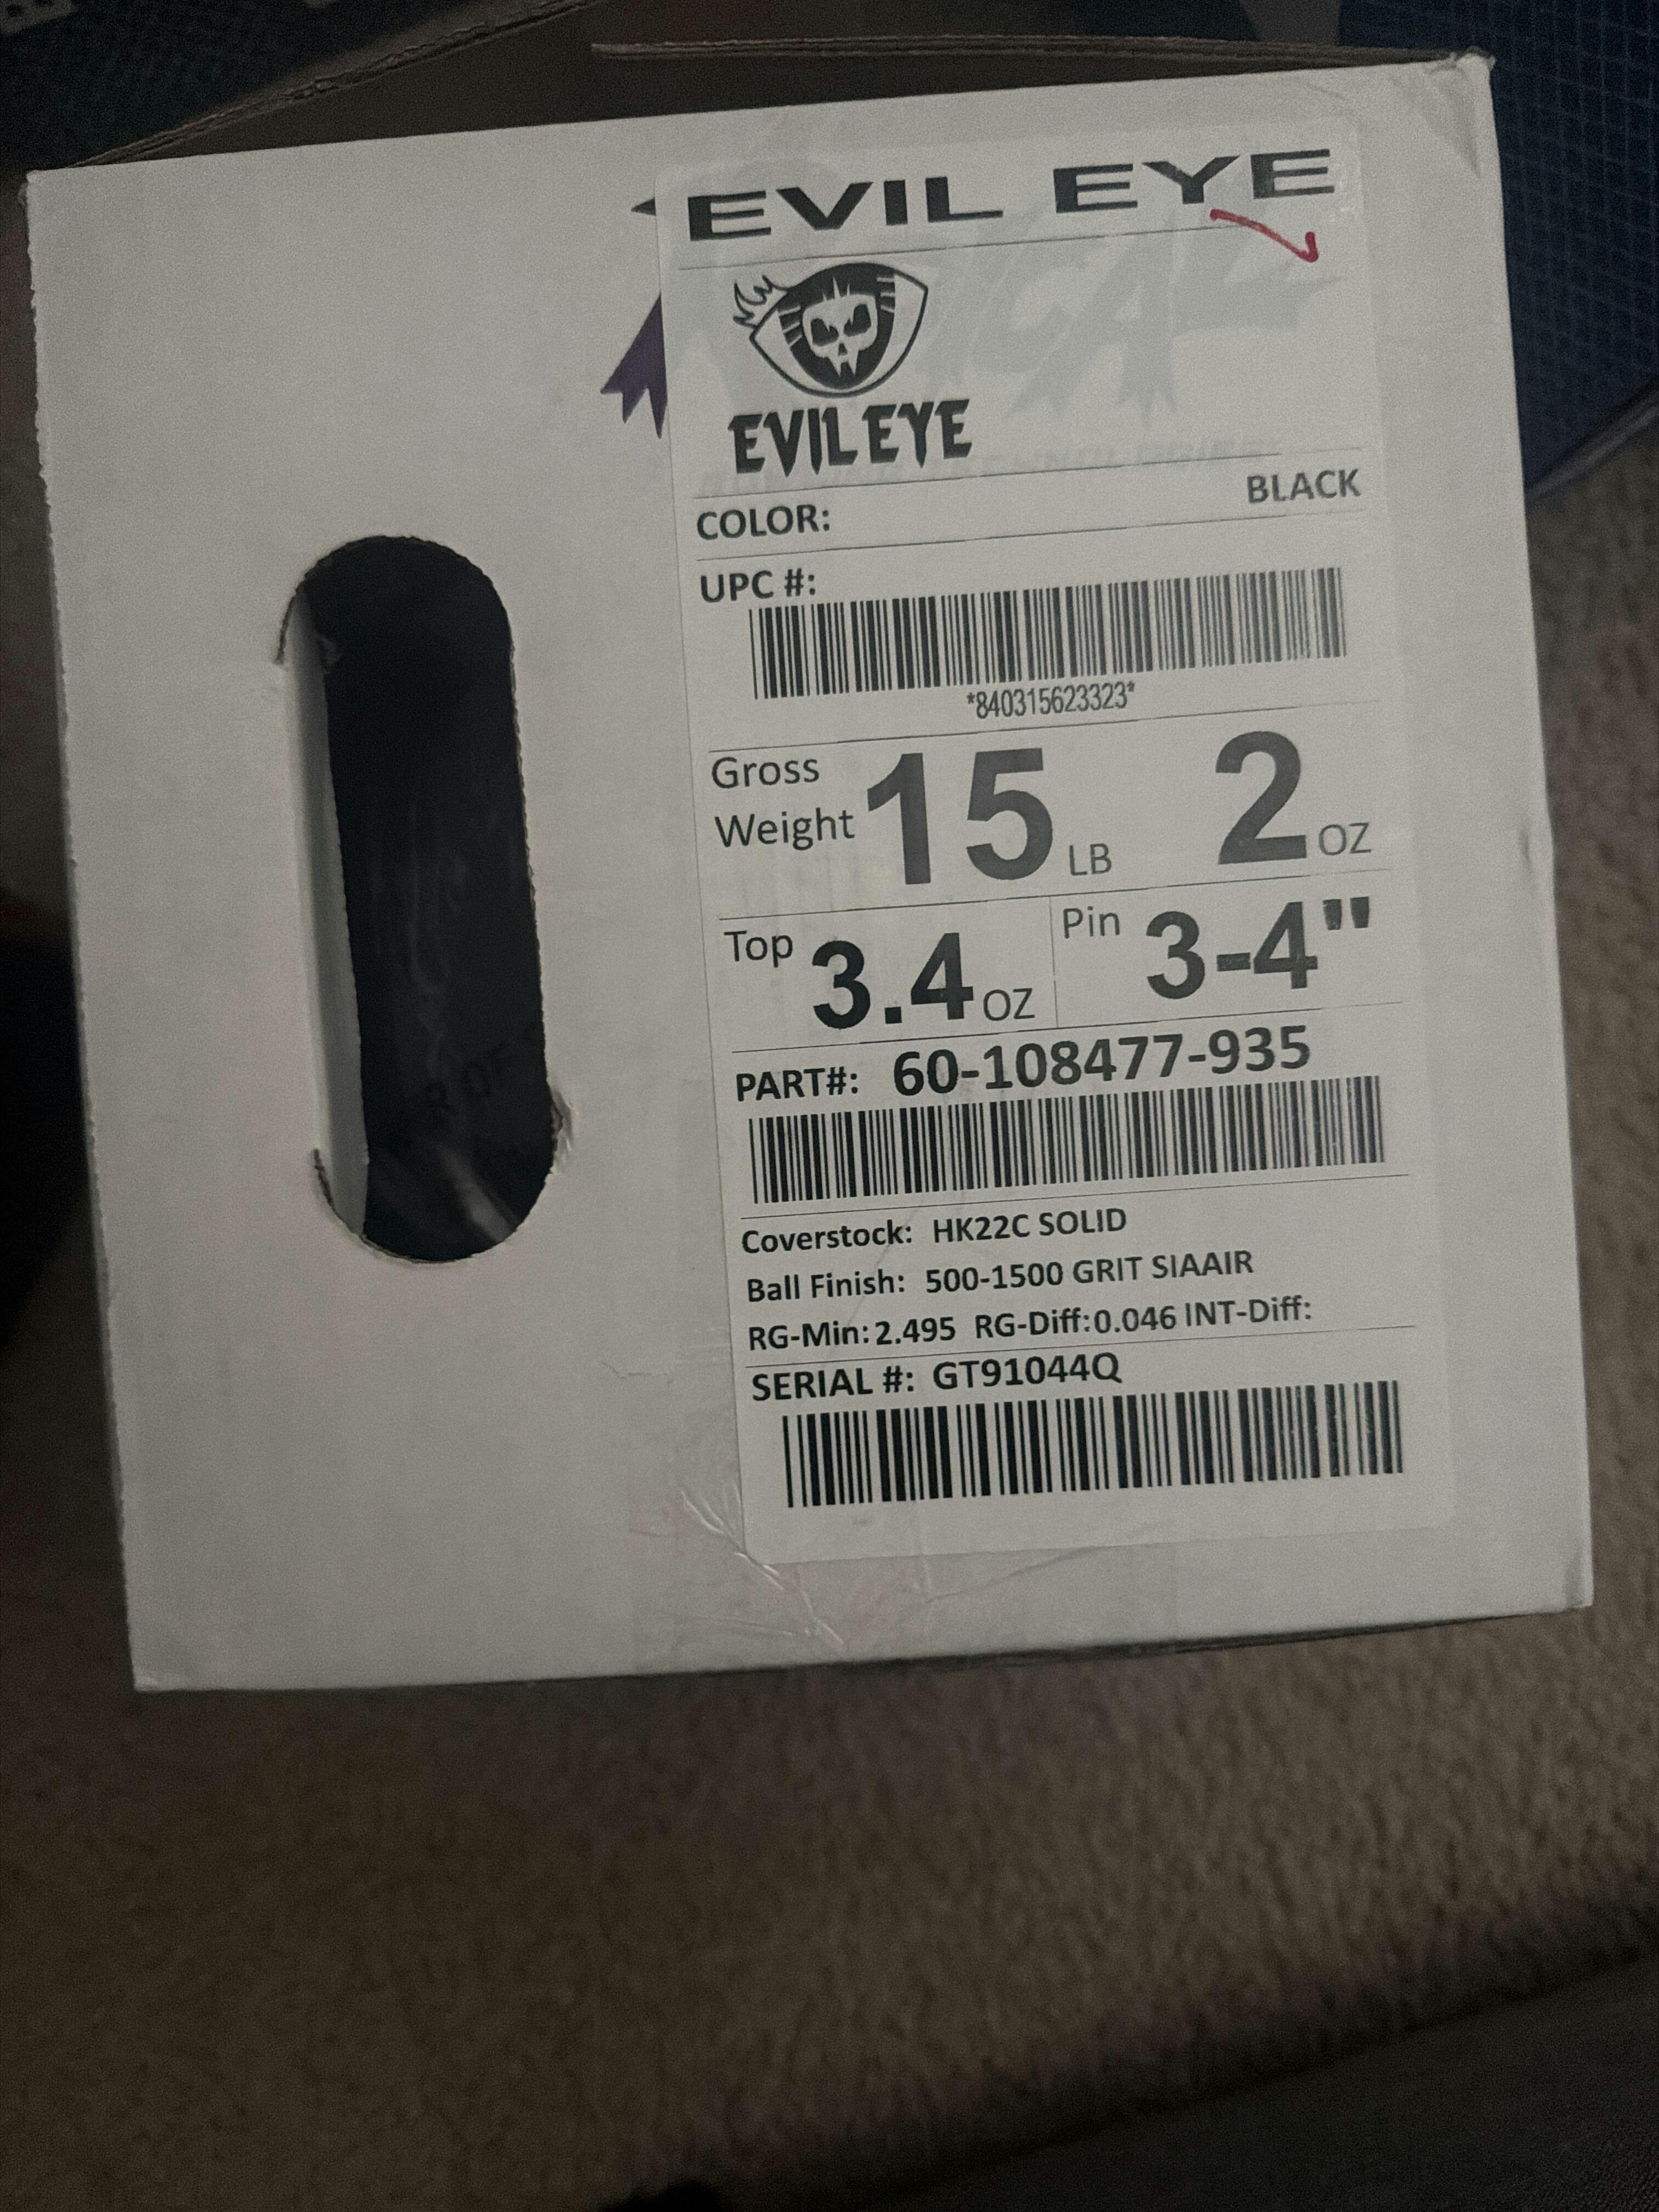 EVIL EYE
EVIL EYE
COLOR: BLACK
UPC #:
*840315623323*
Gross Weight 15 LB 2 OZ
Top 3.4 OZ Pin 3-4"
PART#: 60-108477-935
Coverstock: HK22C SOLID
Ball Finish: 500-1500 GRIT SIAAIR
RG-Min: 2.495 RG-Diff: 0.046 INT-Diff:
SERIAL #: GT91044Q